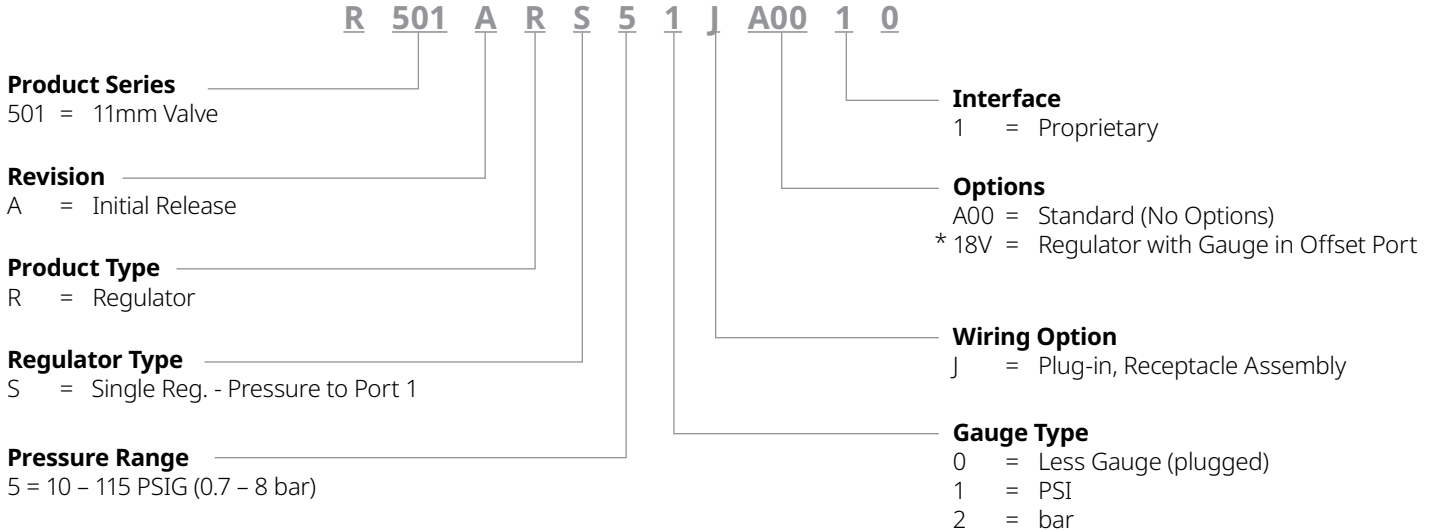 R 501 A R S 5 1 J A00 1 0
Product Series
501 = 11mm Valve
Revision
A = Initial Release
Product Type
R = Regulator
Regulator Type
S = Single Reg. - Pressure to Port 1
Pressure Range
5 = 10 – 115 PSIG (0.7 – 8 bar)
Interface
1 = Proprietary
Options
A00 = Standard (No Options)
* 18V = Regulator with Gauge in Offset Port
Wiring Option
J = Plug-in, Receptacle Assembly
Gauge Type
0 = Less Gauge (plugged)
1 = PSI
2 = bar